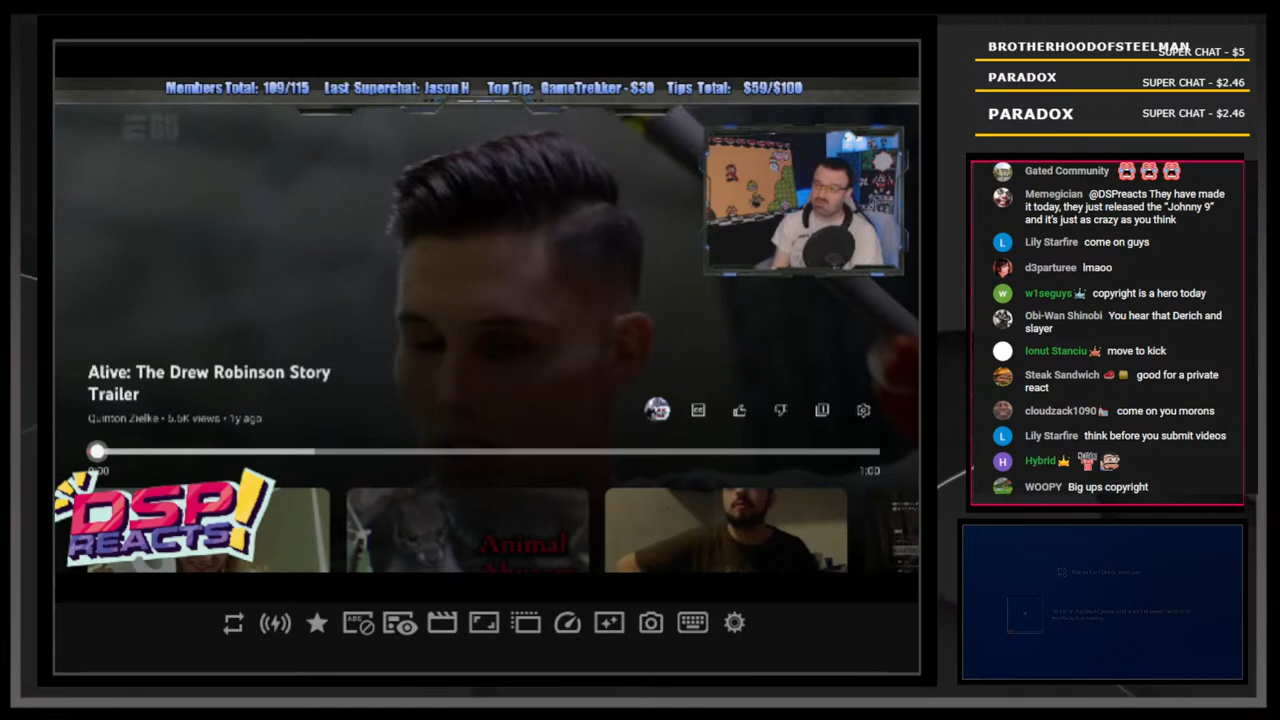 Members Total: 109/115 Last Superchat: Jason H Top Tip: GameTrekker - $30 Tips Total: $59/$100
Alive: The Drew Robinson Story
Trailer
Quinton Zielke • 5.6K views • 1y ago
0:00
1:00
DSP
REACTS!
Animal
ADS
BROTHERHOODOFSTEELMAN
SUPER CHAT - $5
PARADOX
SUPER CHAT - $2.46
PARADOX
SUPER CHAT - $2.46
Gated Community
Memegician @DSPreacts They have made
it today, they just released the "Johnny 9"
and it's just as crazy as you think
Lily Starfire come on guys
d3parturee lmaoo
w1seguys copyright is a hero today
Obi-Wan Shinobi You hear that Derich and
slayer
Ionut Stanciu move to kick
Steak Sandwich good for a private
react
cloudzack1090 come on you morons
Lily Starfire think before you submit videos
Hybrid
WOOPY Big ups copyright